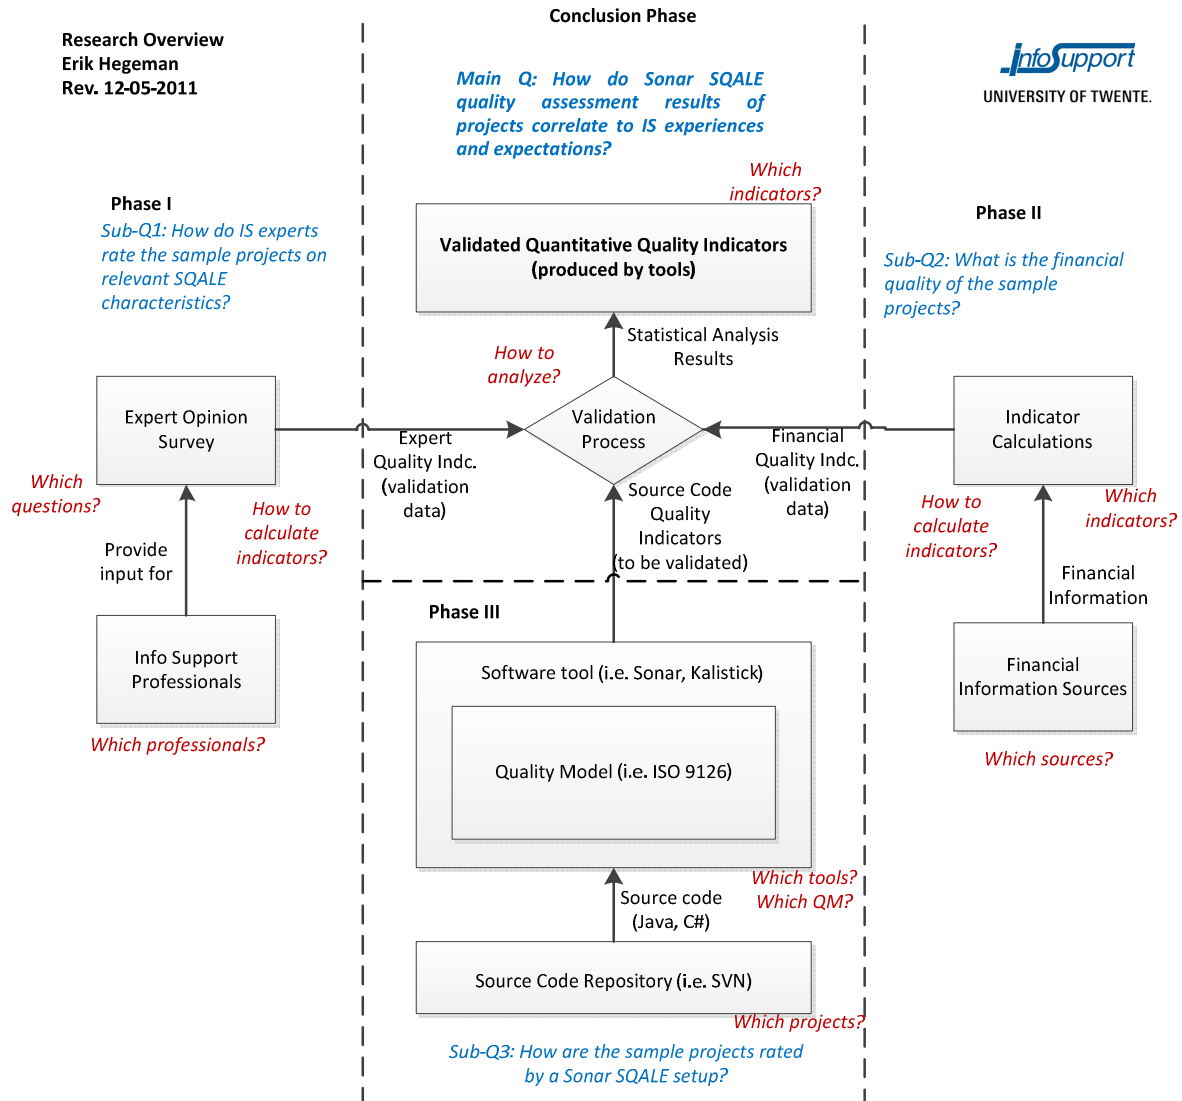 Research Overview
Erik Hegeman
Rev. 12-05-2011
Conclusion Phase
Main Q: How do Sonar SQALE
quality assessment results of
projects correlate to IS experiences
and expectations?
InfoSupport
UNIVERSITY OF TWENTE.
Phase I
Sub-Q1: How do IS experts
rate the sample projects on
relevant SQALE
characteristics?
Which
indicators?
Validated Quantitative Quality Indicators
(produced by tools)
Phase II
Sub-Q2: What is the financial
quality of the sample
projects?
Statistical Analysis
Results
How to
analyze?
Expert Opinion
Survey
Validation
Process
Indicator
Calculations
Expert
Quality Indc.
(validation
data)
Financial
Quality Indc.
(validation
data)
Which
questions?
How to
calculate
indicators?
Source Code
Quality
Indicators
(to be validated)
How to
calculate
indicators?
Which
indicators?
Provide
input for
Financial
Information
Phase III
Info Support
Professionals
Which professionals?
Software tool (i.e. Sonar, Kalistick)
Quality Model (i.e. ISO 9126)
Financial
Information Sources
Which sources?
Which tools?
Which QM?
Source code
(Java, C#)
Source Code Repository (i.e. SVN)
Which projects?
Sub-Q3: How are the sample projects rated
by a Sonar SQALE setup?